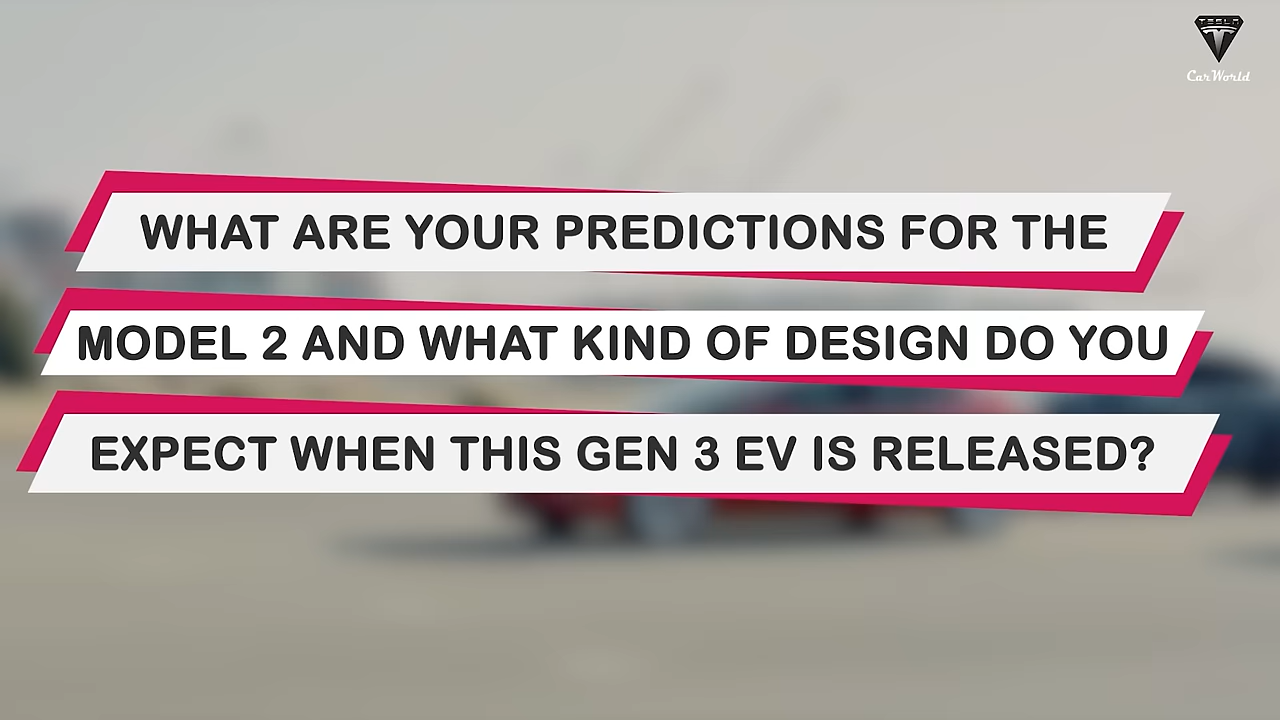 TESLA
CarWorld
WHAT ARE YOUR PREDICTIONS FOR THE
MODEL 2 AND WHAT KIND OF DESIGN DO YOU
EXPECT WHEN THIS GEN 3 EV IS RELEASED?